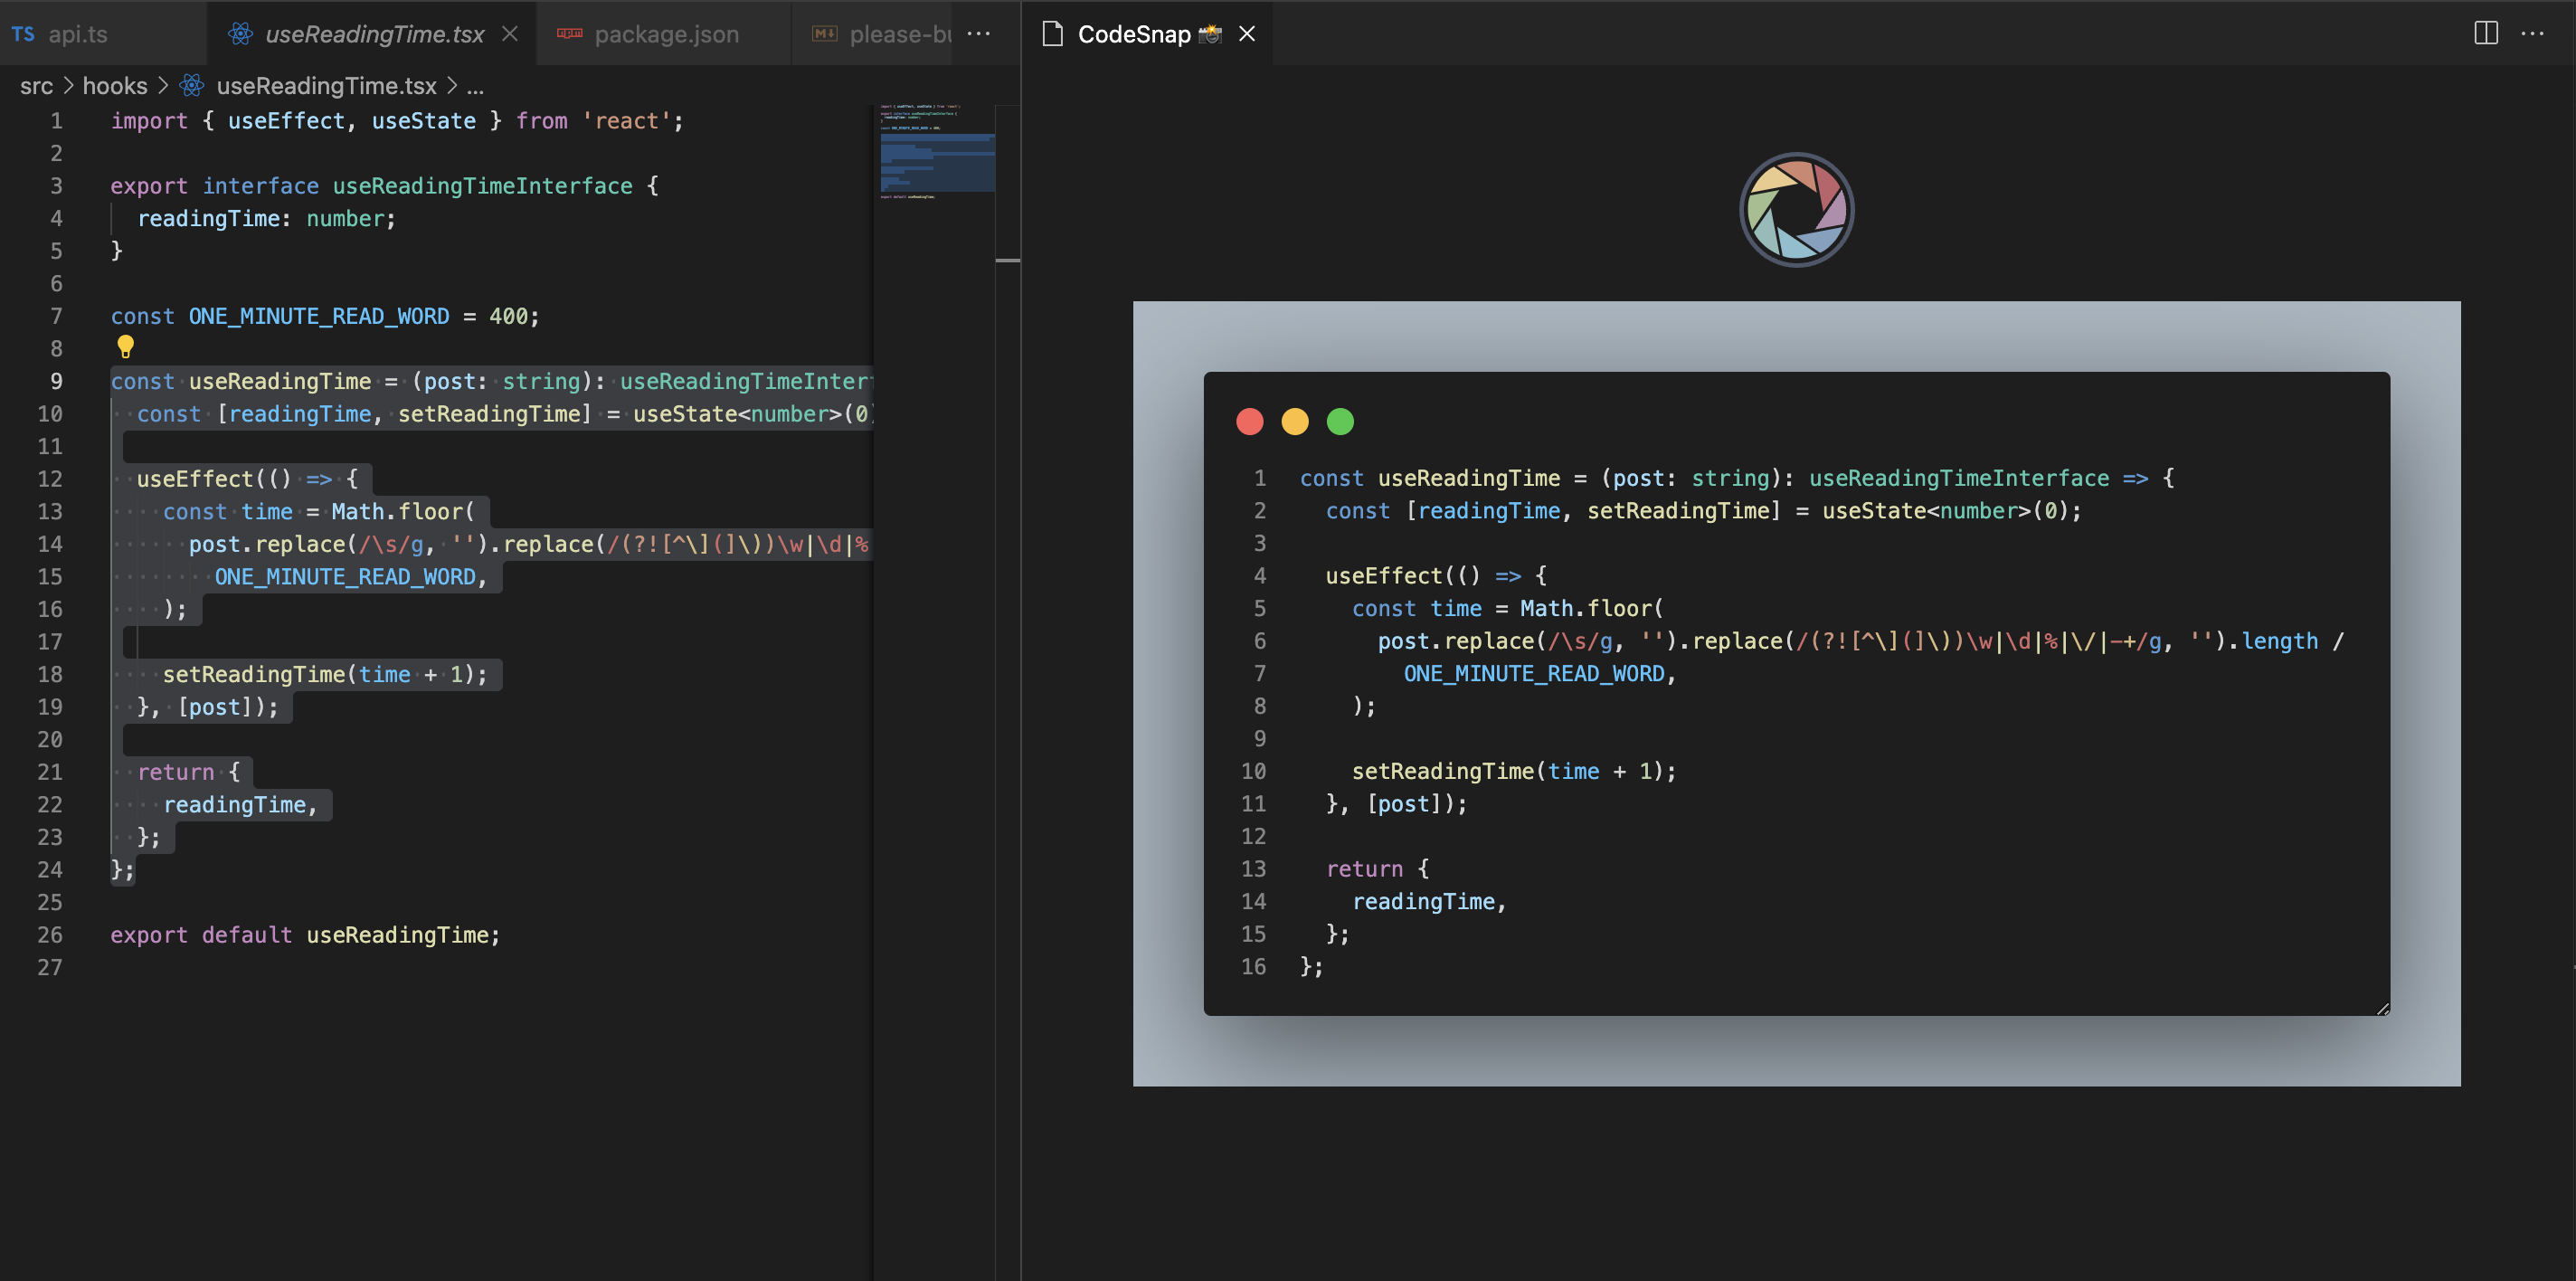 TS api.ts
useReadingTime.tsx
package.json
please-bu
CodeSnap
src > hooks > useReadingTime.tsx > ...
1 import { useEffect, useState } from 'react';
2
3 export interface useReadingTimeInterface {
4 readingTime: number;
5 }
6
7 const ONE_MINUTE_READ_WORD = 400;
8
9 const useReadingTime = (post: string): useReadingTimeInter
10 const [readingTime, setReadingTime] = useState<number>(0)
11
12 useEffect(() => {
13 const time = Math.floor(
14 post.replace(/\s/g, '').replace(/(?![^\](]\))\w|\d|%
15 ONE_MINUTE_READ_WORD,
16 );
17
18 setReadingTime(time + 1);
19 }, [post]);
20
21 return {
22 readingTime,
23 };
24 };
25
26 export default useReadingTime;
27
1 const useReadingTime = (post: string): useReadingTimeInterface => {
2 const [readingTime, setReadingTime] = useState<number>(0);
3
4 useEffect(() => {
5 const time = Math.floor(
6 post.replace(/\s/g, '').replace(/(?![^\](]\))\w|\d|%|\/|-+/g, '').length /
7 ONE_MINUTE_READ_WORD,
8 );
9
10 setReadingTime(time + 1);
11 }, [post]);
12
13 return {
14 readingTime,
15 };
16 };